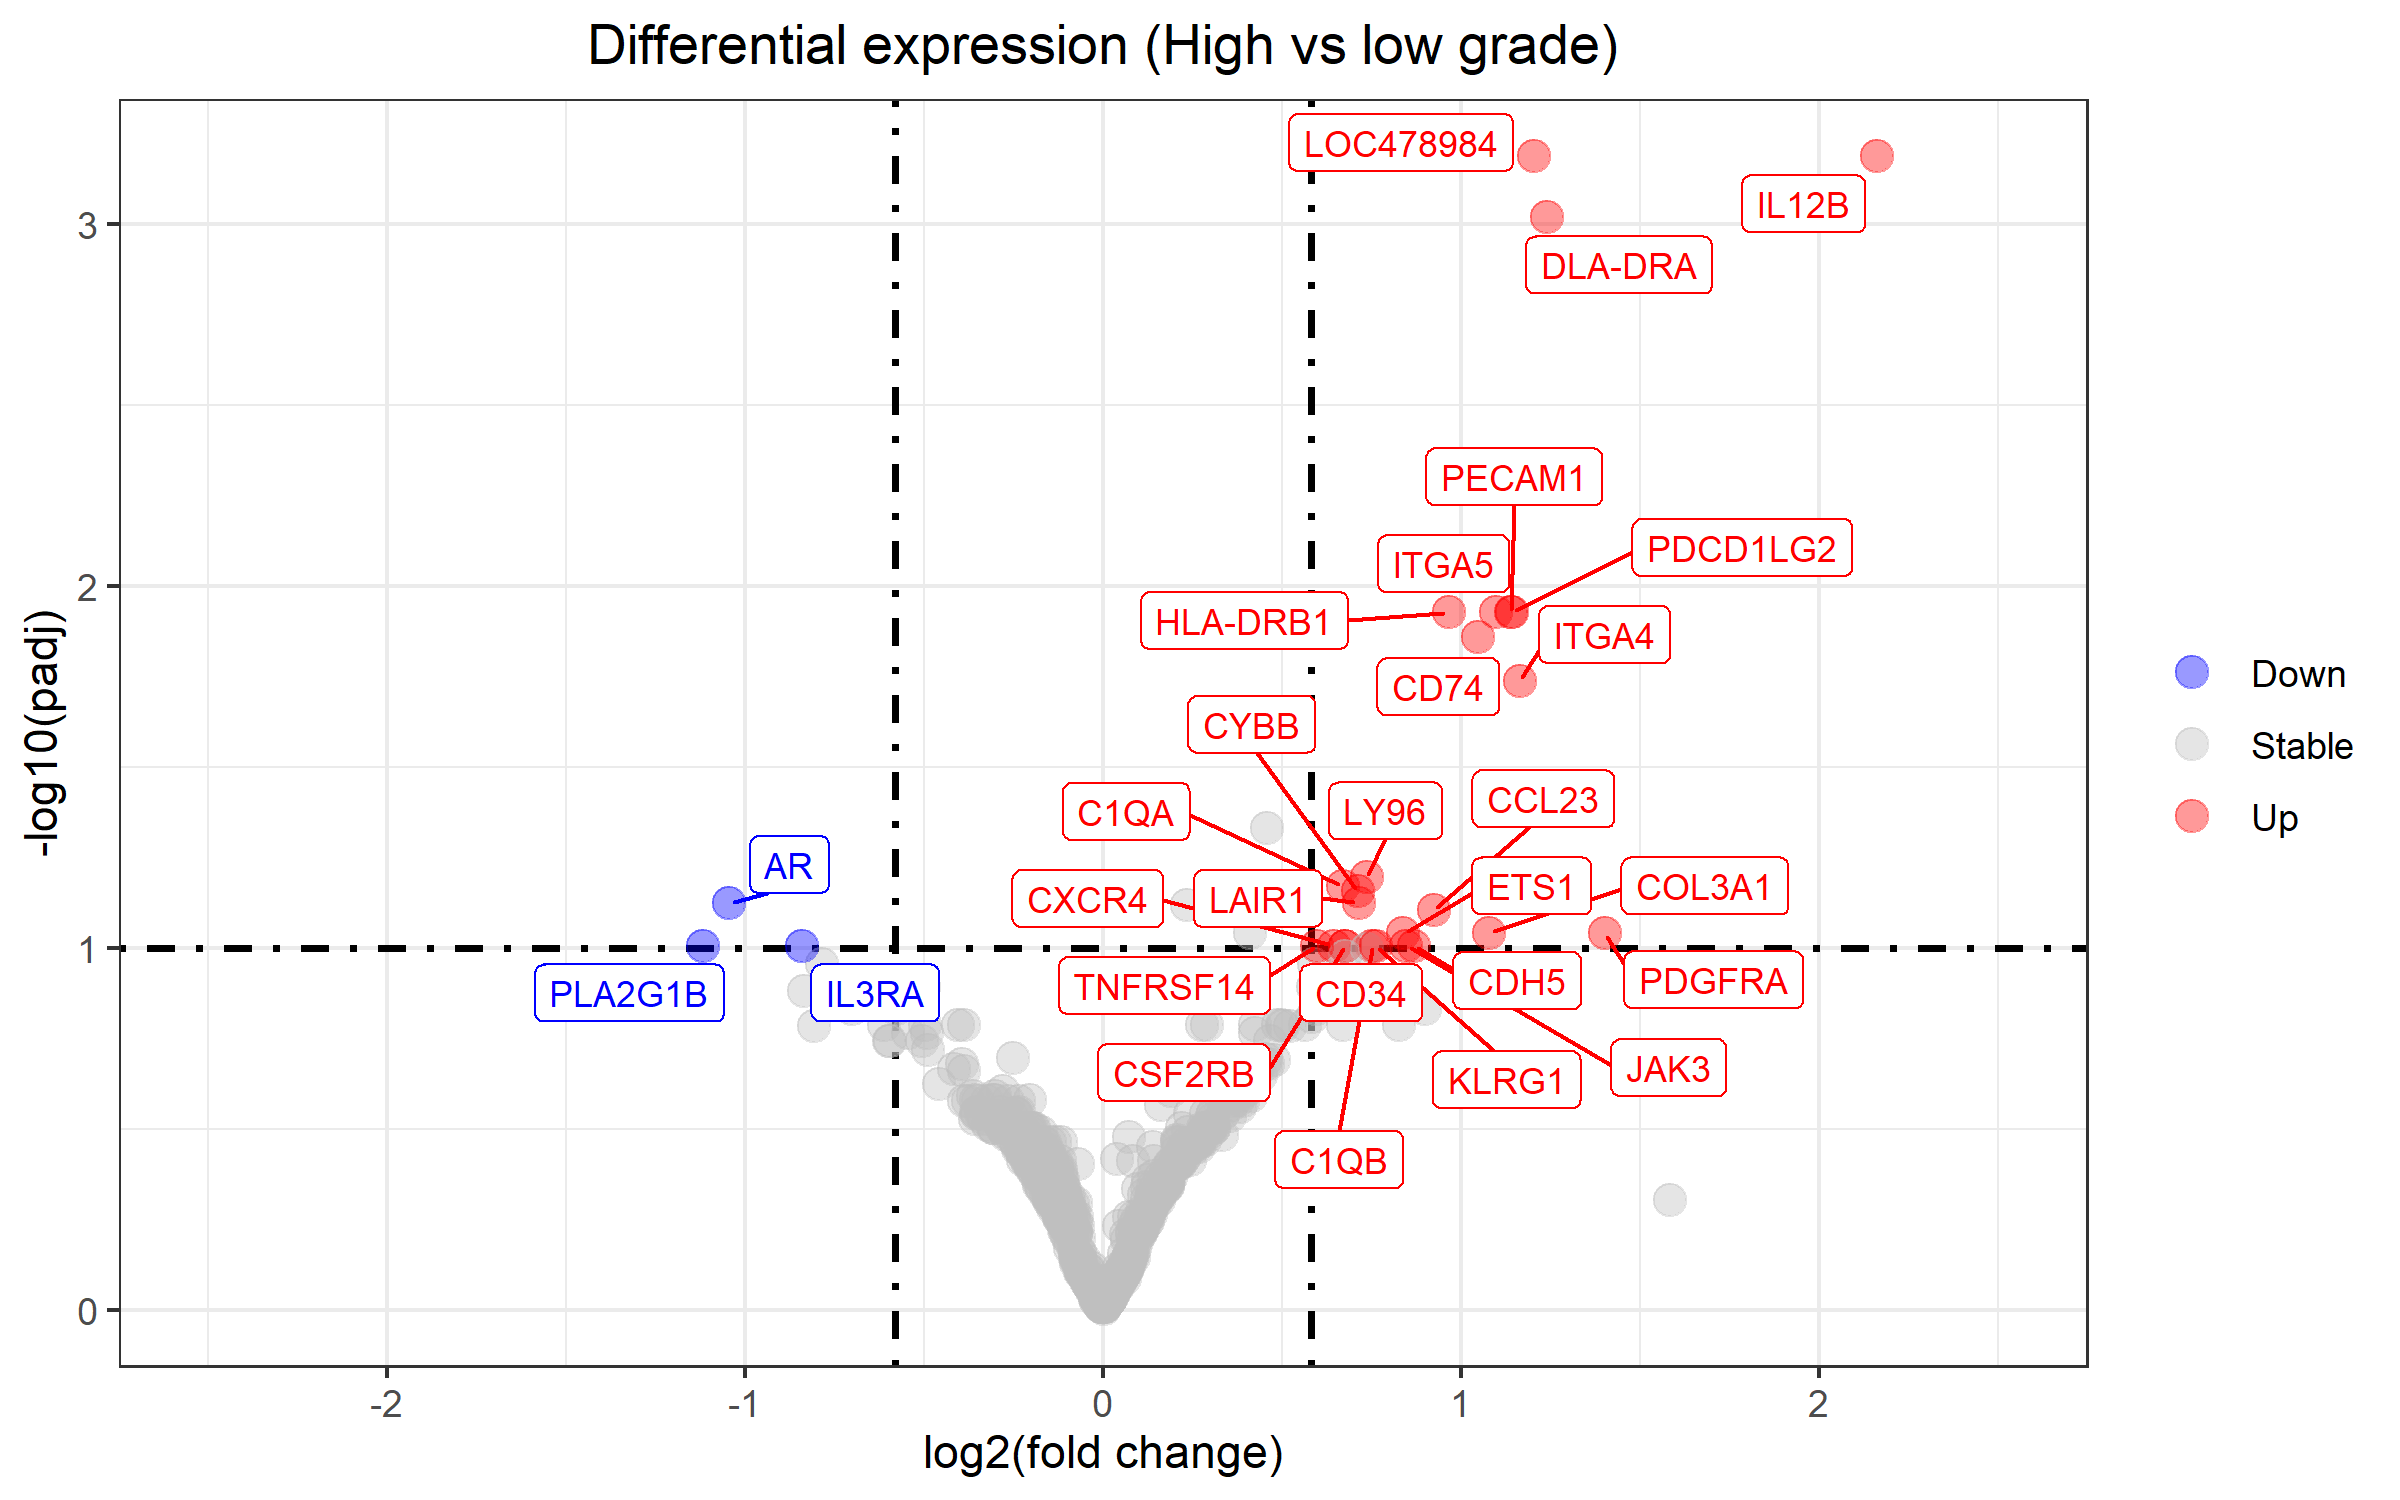 Differential expression (High vs low grade)
LOC478984
IL12B
DLA-DRA
PECAM1
PDCD1LG2
ITGA5
HLA-DRB1
ITGA4
CD74
CYBB
C1QA
LY96
CCL23
AR
CXCR4
LAIR1
ETS1
COL3A1
PLA2G1B
IL3RA
TNFRSF14
CD34
CDH5
PDGFRA
CSF2RB
KLRG1
JAK3
C1QB
3
2
1
0
-log10(padj)
-2
-1
0
1
2
log2(fold change)
Down
Stable
Up